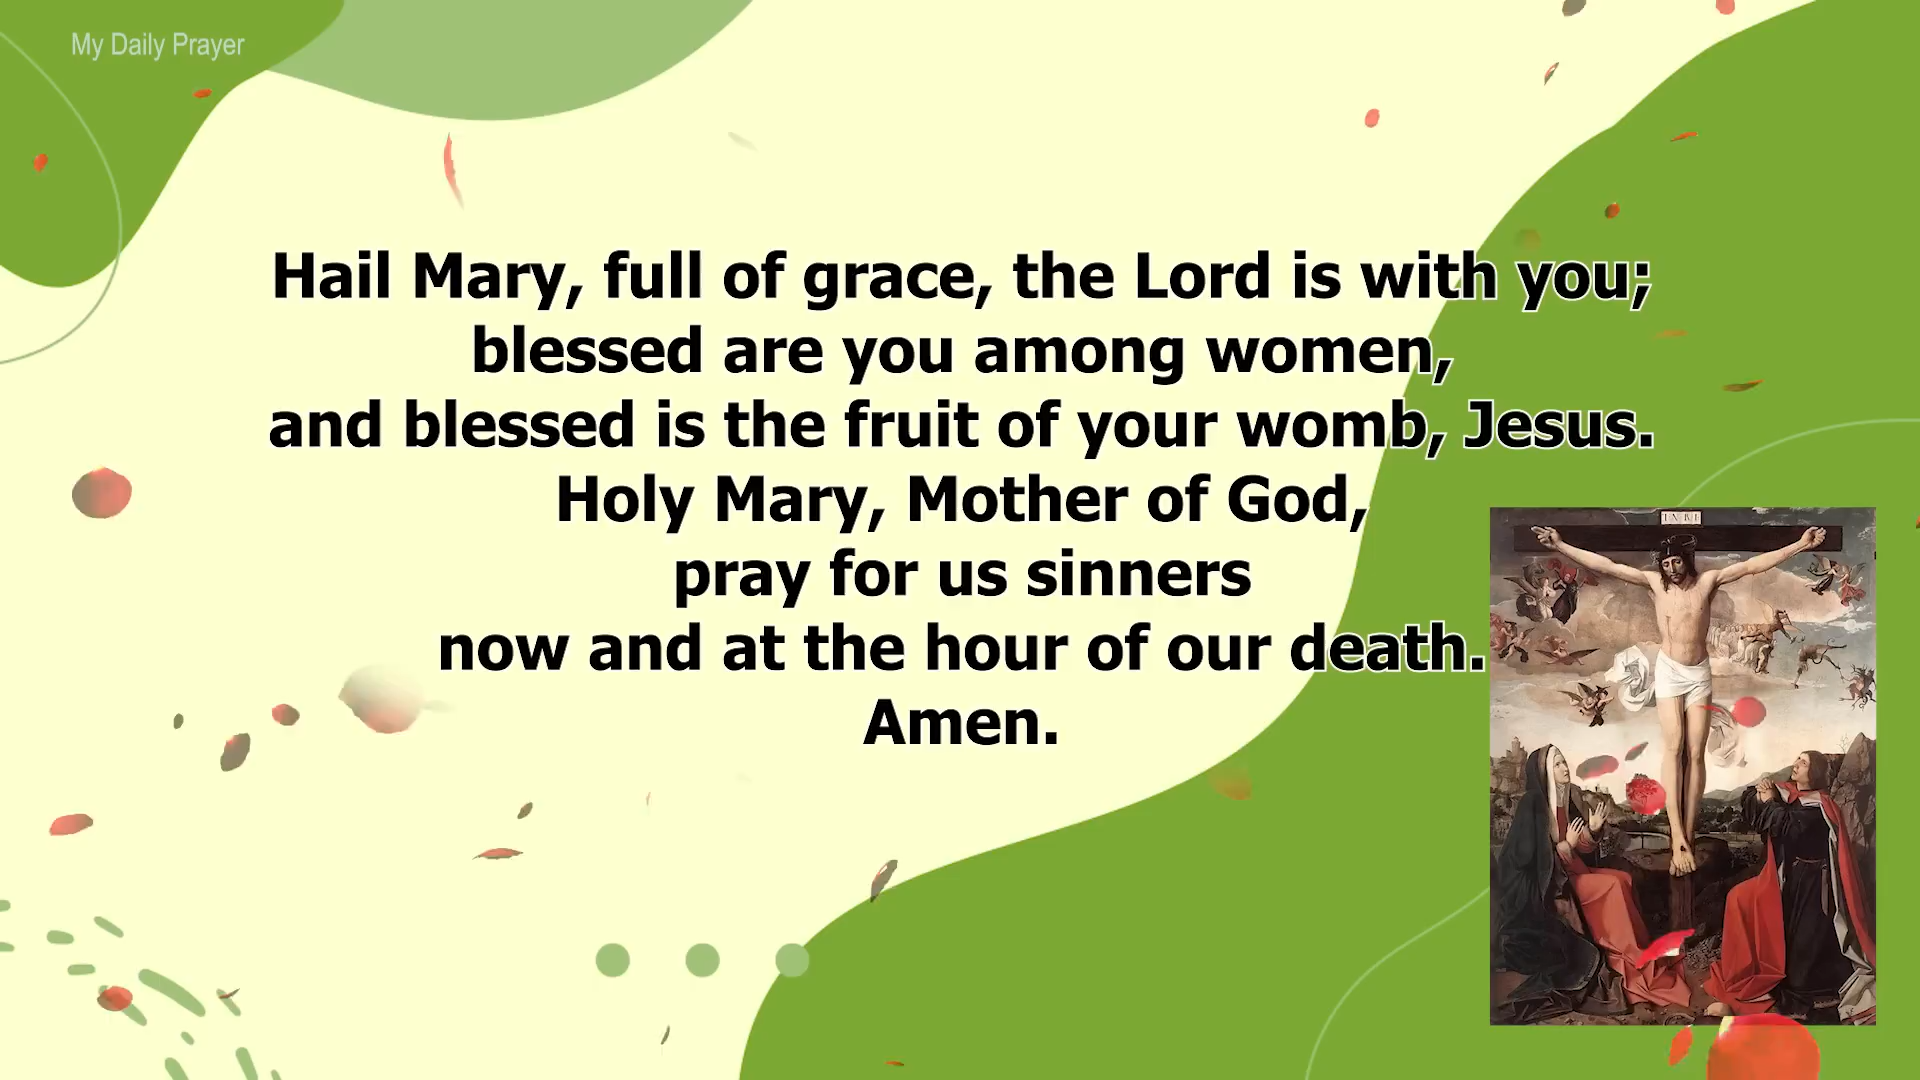 My Daily Prayer
Hail Mary, full of grace, the Lord is with you;
blessed are you among women,
and blessed is the fruit of your womb, Jesus.
Holy Mary, Mother of God,
pray for us sinners
now and at the hour of our death.
Amen.
INRI